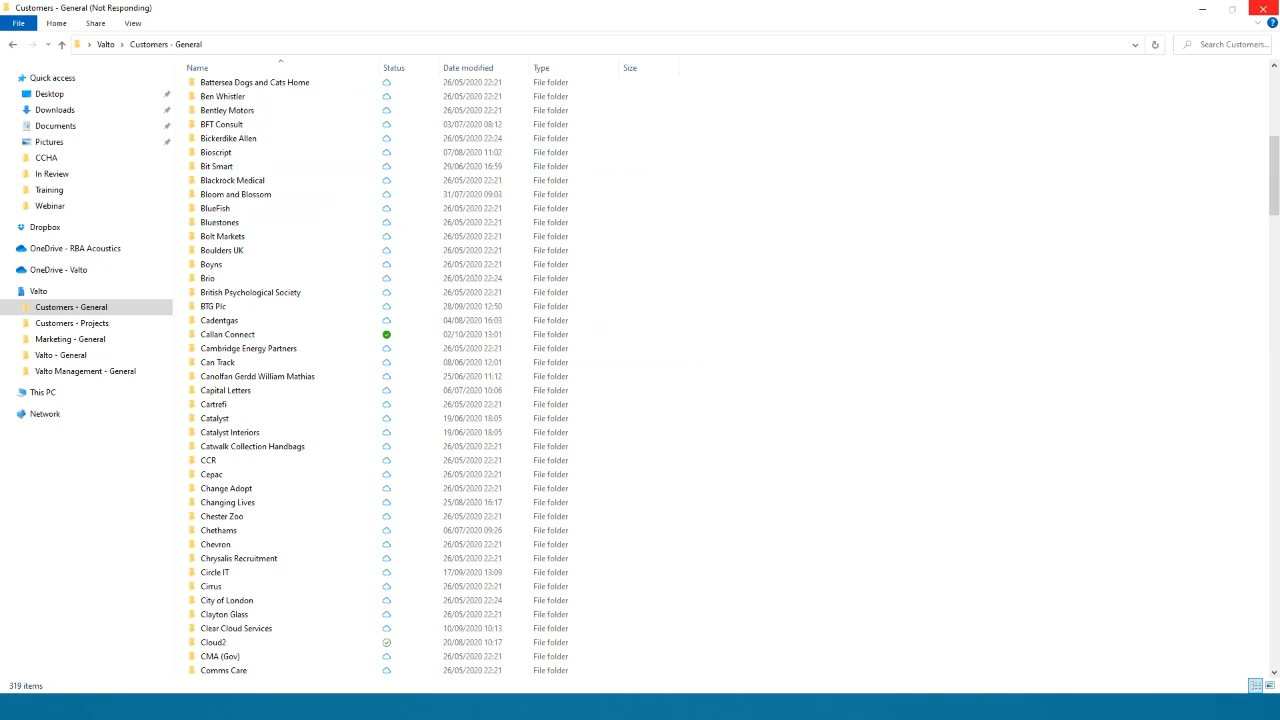 Customers - General (Not Responding)
File Home Share View
Valto Customers - General Search Customers...
Name Status Date modified Type Size
Quick access
Desktop
Downloads
Documents
Pictures
CCHA
In Review
Training
Webinar
Dropbox
OneDrive - RBA Acoustics
OneDrive - Valto
Valto
Customers - General
Customers - Projects
Marketing - General
Valto - General
Valto Management - General
This PC
Network
Battersea Dogs and Cats Home 26/05/2020 22:21 File folder
Ben Whistler 26/05/2020 22:21 File folder
Bentley Motors 26/05/2020 22:21 File folder
BFT Consult 03/07/2020 08:12 File folder
Bickerdike Allen 26/05/2020 22:24 File folder
Bioscript 07/08/2020 11:02 File folder
Bit Smart 29/06/2020 16:59 File folder
Blackrock Medical 26/05/2020 22:21 File folder
Bloom and Blossom 31/07/2020 09:03 File folder
BlueFish 26/05/2020 22:21 File folder
Bluestones 26/05/2020 22:21 File folder
Bolt Markets 26/05/2020 22:21 File folder
Boulders UK 26/05/2020 22:21 File folder
Boyns 26/05/2020 22:21 File folder
Brio 26/05/2020 22:24 File folder
British Psychological Society 26/05/2020 22:21 File folder
BTG Plc 28/09/2020 12:50 File folder
Cadentgas 04/08/2020 16:03 File folder
Callan Connect 02/10/2020 13:01 File folder
Cambridge Energy Partners 26/05/2020 22:21 File folder
Can Track 08/06/2020 12:01 File folder
Canolfan Gerdd William Mathias 25/06/2020 11:12 File folder
Capital Letters 06/07/2020 10:06 File folder
Cartrefi 26/05/2020 22:21 File folder
Catalyst 19/06/2020 18:05 File folder
Catalyst Interiors 19/06/2020 18:05 File folder
Catwalk Collection Handbags 26/05/2020 22:21 File folder
CCR 26/05/2020 22:21 File folder
Cepac 26/05/2020 22:21 File folder
Change Adopt 26/05/2020 22:21 File folder
Changing Lives 25/08/2020 16:17 File folder
Chester Zoo 26/05/2020 22:21 File folder
Chethams 06/07/2020 09:26 File folder
Chevron 26/05/2020 22:21 File folder
Chrysalis Recruitment 26/05/2020 22:21 File folder
Circle IT 17/09/2020 13:09 File folder
Cirrus 26/05/2020 22:21 File folder
City of London 26/05/2020 22:24 File folder
Clayton Glass 26/05/2020 22:21 File folder
Clear Cloud Services 10/09/2020 10:13 File folder
Cloud2 20/08/2020 10:17 File folder
CMA (Gov) 26/05/2020 22:21 File folder
Comms Care 26/05/2020 22:21 File folder
319 items